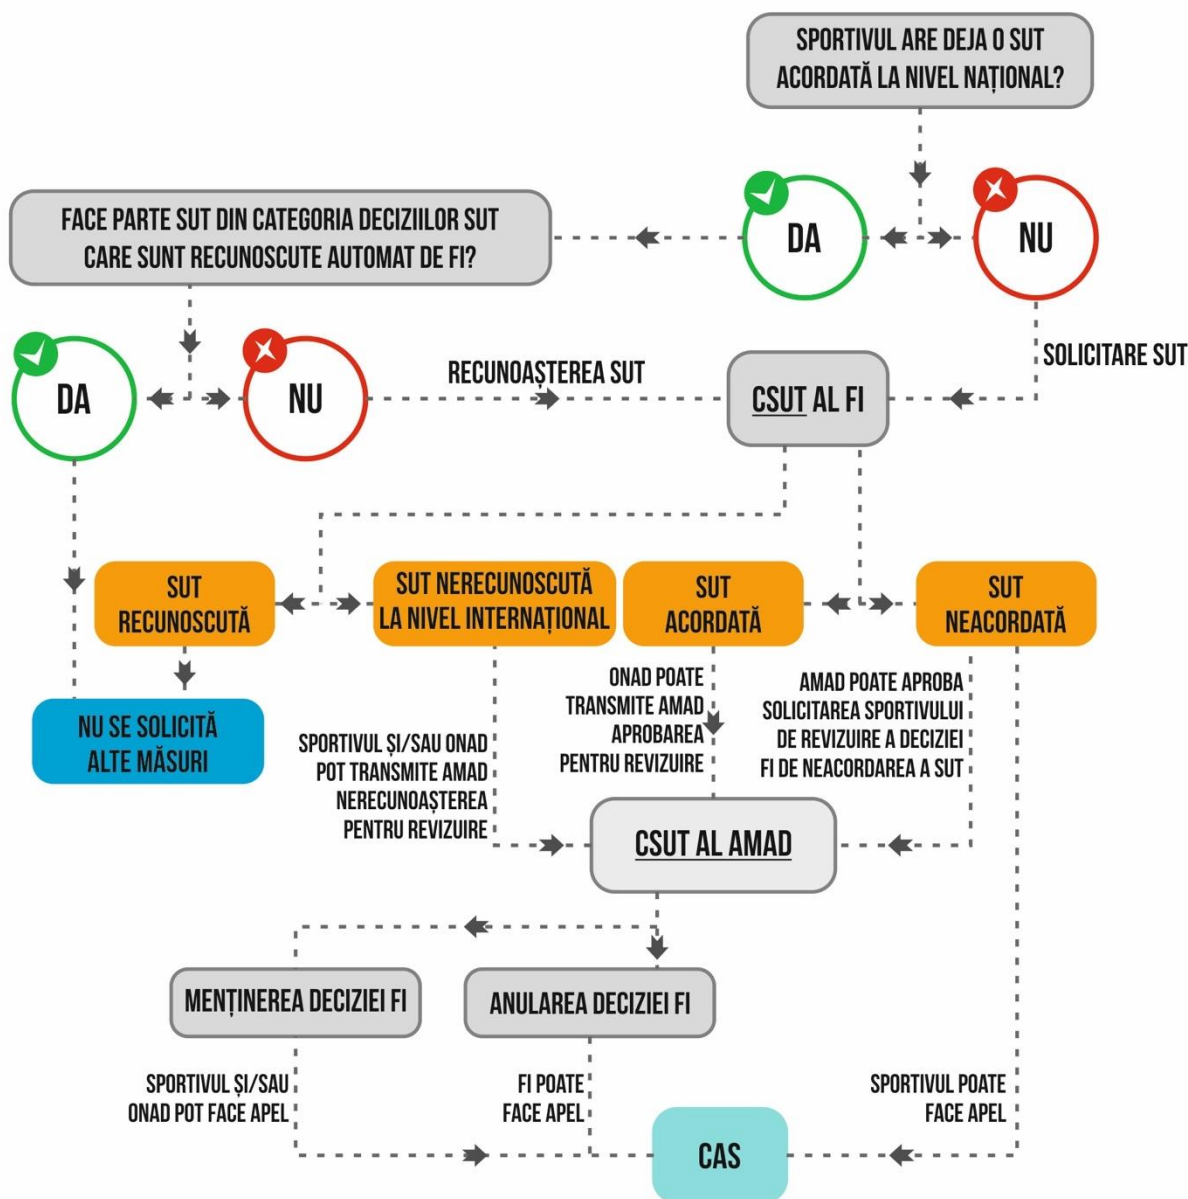 SPORTIVUL ARE DEJA O SUT
ACORDATĂ LA NIVEL NAȚIONAL?
DA
NU
FACE PARTE SUT DIN CATEGORIA DECIZIILOR SUT
CARE SUNT RECUNOSCUTE AUTOMAT DE FI?
DA
NU
RECUNOAȘTEREA SUT
CSUT AL FI
SOLICITARE SUT
SUT
RECUNOSCUTĂ
SUT NERECUNOSCUTĂ
LA NIVEL INTERNAȚIONAL
SUT
ACORDATĂ
SUT
NEACORDATĂ
NU SE SOLICITĂ
ALTE MĂSURI
SPORTIVUL ȘI/SAU ONAD
POT TRANSMITE AMAD
NERECUNOAȘTEREA
PENTRU REVIZUIRE
ONAD POATE
TRANSMITE AMAD
APROBAREA
PENTRU REVIZUIRE
AMAD POATE APROBA
SOLICITAREA SPORTIVULUI
DE REVIZUIRE A DECIZIEI
FI DE NEACORDAREA A SUT
CSUT AL AMAD
MENȚINEREA DECIZIEI FI
ANULAREA DECIZIEI FI
SPORTIVUL ȘI/SAU
ONAD POT FACE APEL
FI POATE
FACE APEL
SPORTIVUL POATE
FACE APEL
CAS